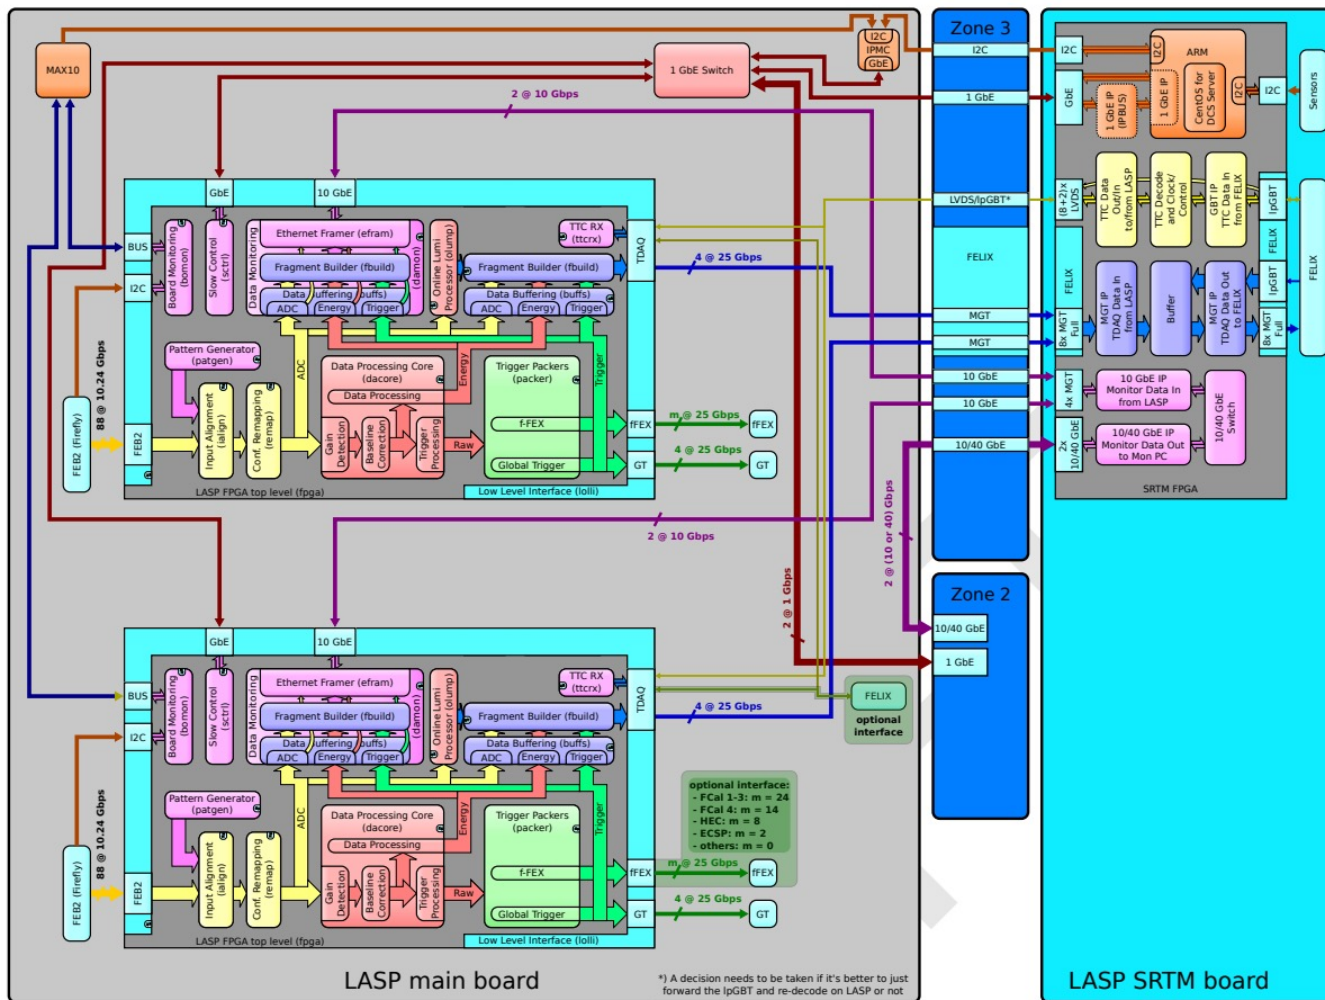 MAX10
1 GbE Switch
I2C
IPMC
GbE
Zone 3
I2C
1 GbE
LVDS/lpGBT*
FELIX
MGT
MGT
10 GbE
10 GbE
10/40 GbE
Zone 2
10/40 GbE
1 GbE
I2C
GbE
ARM
I2C
1 GbE IP
(IPBUS)
1 GbE IP
CentOS for
DCS Server
I2C
I2C
Sensors
(8+2)x
LVDS
TTC Data
Out/In
to/from LASP
TTC Decode
and Clock/
Control
GBT IP
TTC Data In
from FELIX
lpGBT
FELIX
FELIX
FELIX
lpGBT
8x MGT
Full
MGT IP
TDAQ Data In
from LASP
Buffer
MGT IP
TDAQ Data Out
to FELIX
8x MGT
Full
4x MGT
10 GbE IP
Monitor Data In
from LASP
10/40 GbE
Switch
2x
10/40 GbE
10/40 GbE IP
Monitor Data Out
to Mon PC
SRTM FPGA
2 @ 10 Gbps
GbE
10 GbE
BUS
I2C
Board Monitoring
(bomon)
Slow Control
(sctrl)
Data Monitoring
(damon)
Ethernet Framer (efram)
Fragment Builder (fbuild)
Data Buffering (buffs)
ADC
Energy
Trigger
Online Lumi
Processor (olump)
TTC RX
(ttcrx)
TDAQ
Fragment Builder (fbuild)
Data Buffering (buffs)
ADC
Energy
Trigger
4 @ 25 Gbps
Pattern Generator
(patgen)
ADC
Data Processing Core
(dacore)
Data Processing
Energy
Trigger Packers
(packer)
Trigger
88 @ 10.24 Gbps
FEB2 (Firefly)
FEB2
Input Alignment
(ialign)
Conf. Remapping
(remap)
Gain
Detection
Baseline
Correction
Trigger
Processing
Raw
f-FEX
Global Trigger
fFEX
m @ 25 Gbps
fFEX
GT
4 @ 25 Gbps
GT
LASP FPGA top level (fpga)
Low Level Interface (lolli)
2 @ 10 Gbps
2 @ 1 Gbps
2 @ (10 or 40) Gbps
GbE
10 GbE
BUS
I2C
Board Monitoring
(bomon)
Slow Control
(sctrl)
Data Monitoring
(damon)
Ethernet Framer (efram)
Fragment Builder (fbuild)
Data Buffering (buffs)
ADC
Energy
Trigger
Online Lumi
Processor (olump)
TTC RX
(ttcrx)
TDAQ
Fragment Builder (fbuild)
Data Buffering (buffs)
ADC
Energy
Trigger
4 @ 25 Gbps
FELIX
optional
interface
optional interface:
- FCal 1-3: m = 24
- FCal 4: m = 14
- HEC: m = 8
- ECSP: m = 2
- others: m = 0
Pattern Generator
(patgen)
ADC
Data Processing Core
(dacore)
Data Processing
Energy
Trigger Packers
(packer)
Trigger
88 @ 10.24 Gbps
FEB2 (Firefly)
FEB2
Input Alignment
(ialign)
Conf. Remapping
(remap)
Gain
Detection
Baseline
Correction
Trigger
Processing
Raw
f-FEX
Global Trigger
fFEX
m @ 25 Gbps
fFEX
GT
4 @ 25 Gbps
GT
LASP FPGA top level (fpga)
Low Level Interface (lolli)
LASP main board
*) A decision needs to be taken if it's better to just
forward the lpGBT and re-decode on LASP or not
LASP SRTM board